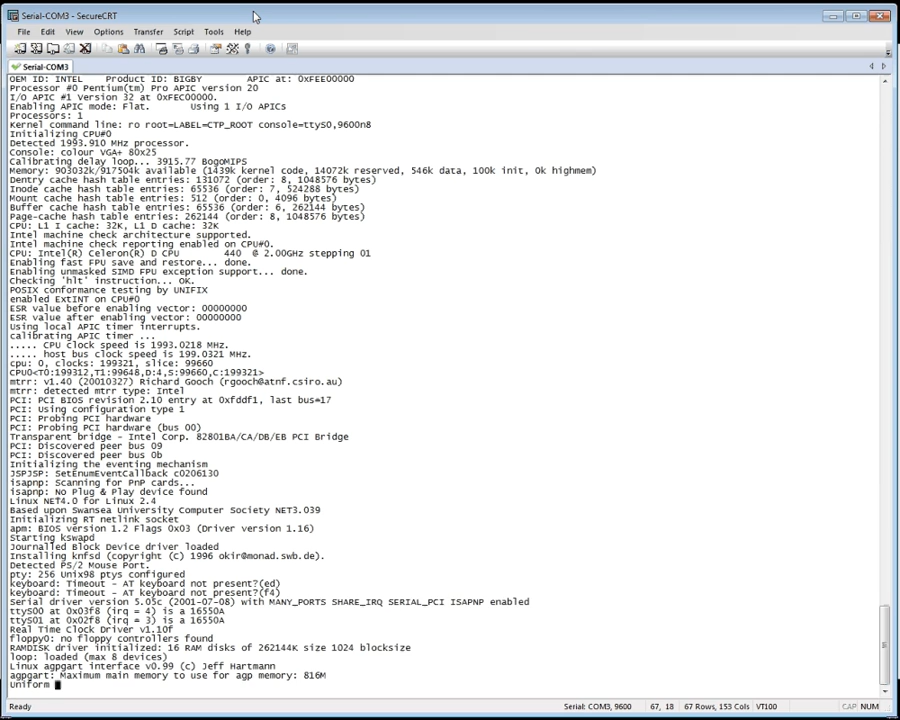 Serial-COM3 - SecureCRT
File Edit View Options Transfer Script Tools Help
Serial-COM3
OEM ID: INTEL Product ID: BIGBY APIC at: 0xFEE00000
Processor #0 Pentium(tm) Pro APIC version 20
I/O APIC #1 Version 32 at 0xFEC00000.
Enabling APIC mode: Flat. Using 1 I/O APICs
Processors: 1
Kernel command line: ro root=LABEL=CTP_ROOT console=ttyS0,9600n8
Initializing CPU#0
Detected 1993.910 MHz processor.
Console: colour VGA+ 80x25
Calibrating delay loop... 3915.77 BogoMIPS
Memory: 903032k/917504k available (1439k kernel code, 14072k reserved, 546k data, 100k init, 0k highmem)
Dentry cache hash table entries: 131072 (order: 8, 1048576 bytes)
Inode cache hash table entries: 65536 (order: 7, 524288 bytes)
Mount cache hash table entries: 512 (order: 0, 4096 bytes)
Buffer cache hash table entries: 65536 (order: 6, 262144 bytes)
Page-cache hash table entries: 262144 (order: 8, 1048576 bytes)
CPU: L1 I cache: 32K, L1 D cache: 32K
Intel machine check architecture supported.
Intel machine check reporting enabled on CPU#0.
CPU: Intel(R) Celeron(R) D CPU 440 @ 2.00GHz stepping 01
Enabling fast FPU save and restore... done.
Enabling unmasked SIMD FPU exception support... done.
Checking 'hlt' instruction... OK.
POSIX conformance testing by UNIFIX
enabled ExtINT on CPU#0
ESR value before enabling vector: 00000000
ESR value after enabling vector: 00000000
Using local APIC timer interrupts.
calibrating APIC timer ...
..... CPU clock speed is 1993.0218 MHz.
..... host bus clock speed is 199.0321 MHz.
cpu: 0, clocks: 199321, slice: 99660
CPU0<T0:199312,T1:99648,D:4,S:99660,C:199321>
mtrr: v1.40 (20010327) Richard Gooch (rgooch@atnf.csiro.au)
mtrr: detected mtrr type: Intel
PCI: PCI BIOS revision 2.10 entry at 0xfddf1, last bus=17
PCI: Using configuration type 1
PCI: Probing PCI hardware
PCI: Probing PCI hardware (bus 00)
Transparent bridge - Intel Corp. 82801BA/CA/DB/EB PCI Bridge
PCI: Discovered peer bus 09
PCI: Discovered peer bus 0b
Initializing the eventing mechanism
JSPJSP: SetEnumEventCallback c0206130
isapnp: Scanning for PnP cards...
isapnp: No Plug & Play device found
Linux NET4.0 for Linux 2.4
Based upon Swansea University Computer Society NET3.039
Initializing RT netlink socket
apm: BIOS version 1.2 Flags 0x03 (Driver version 1.16)
Starting kswapd
Journalled Block Device driver loaded
Installing knfsd (copyright (C) 1996 okir@monad.swb.de).
Detected PS/2 Mouse Port.
pty: 256 Unix98 ptys configured
keyboard: Timeout - AT keyboard not present?(ed)
keyboard: Timeout - AT keyboard not present?(f4)
Serial driver version 5.05c (2001-07-08) with MANY_PORTS SHARE_IRQ SERIAL_PCI ISAPNP enabled
ttyS00 at 0x03f8 (irq = 4) is a 16550A
ttyS01 at 0x02f8 (irq = 3) is a 16550A
Real Time Clock Driver v1.10f
floppy0: no floppy controllers found
RAMDISK driver initialized: 16 RAM disks of 262144K size 1024 blocksize
loop: loaded (max 8 devices)
Linux agpgart interface v0.99 (c) Jeff Hartmann
agpgart: Maximum main memory to use for agp memory: 816M
Uniform
Ready Serial: COM3, 9600 67, 18 67 Rows, 153 Cols VT100 CAP NUM